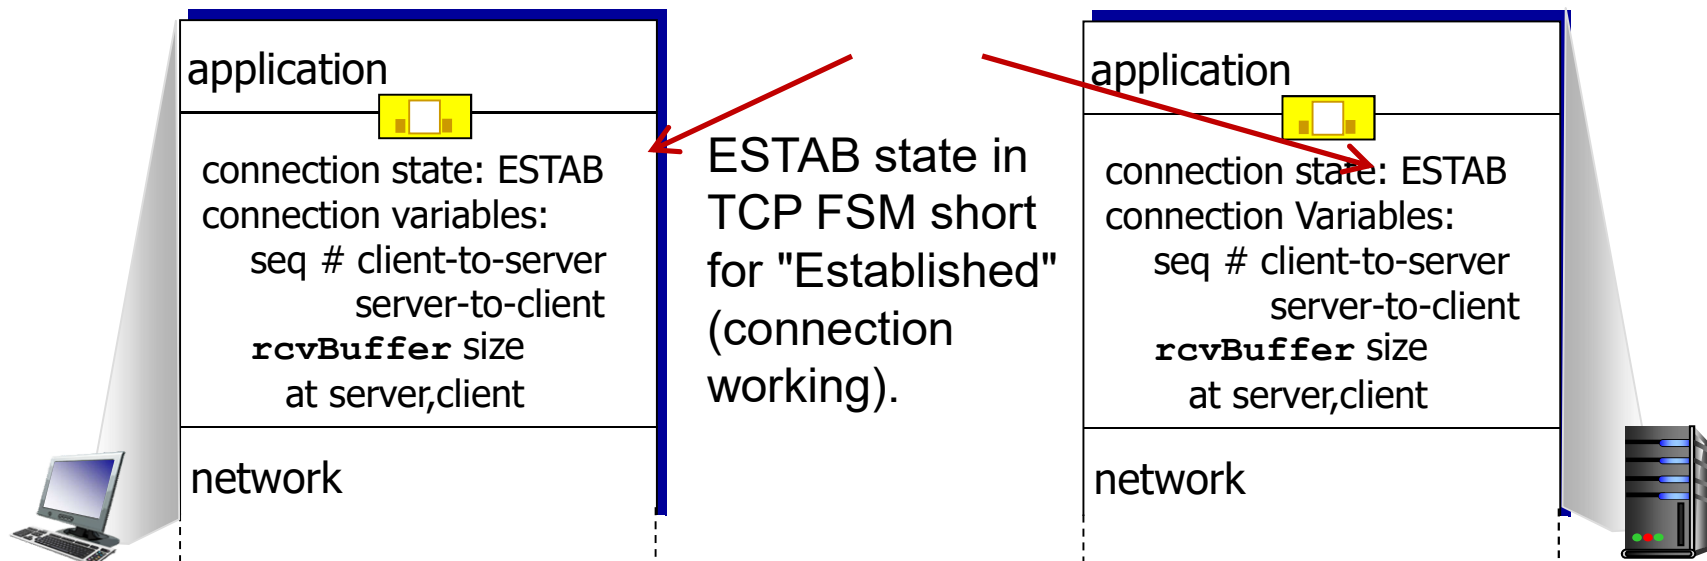 application
connection state: ESTAB
connection variables:
seq # client-to-server
server-to-client
rcvBuffer size
at server,client
network
ESTAB state in
TCP FSM short
for "Established"
(connection
working).
application
connection state: ESTAB
connection Variables:
seq # client-to-server
server-to-client
rcvBuffer size
at server,client
network